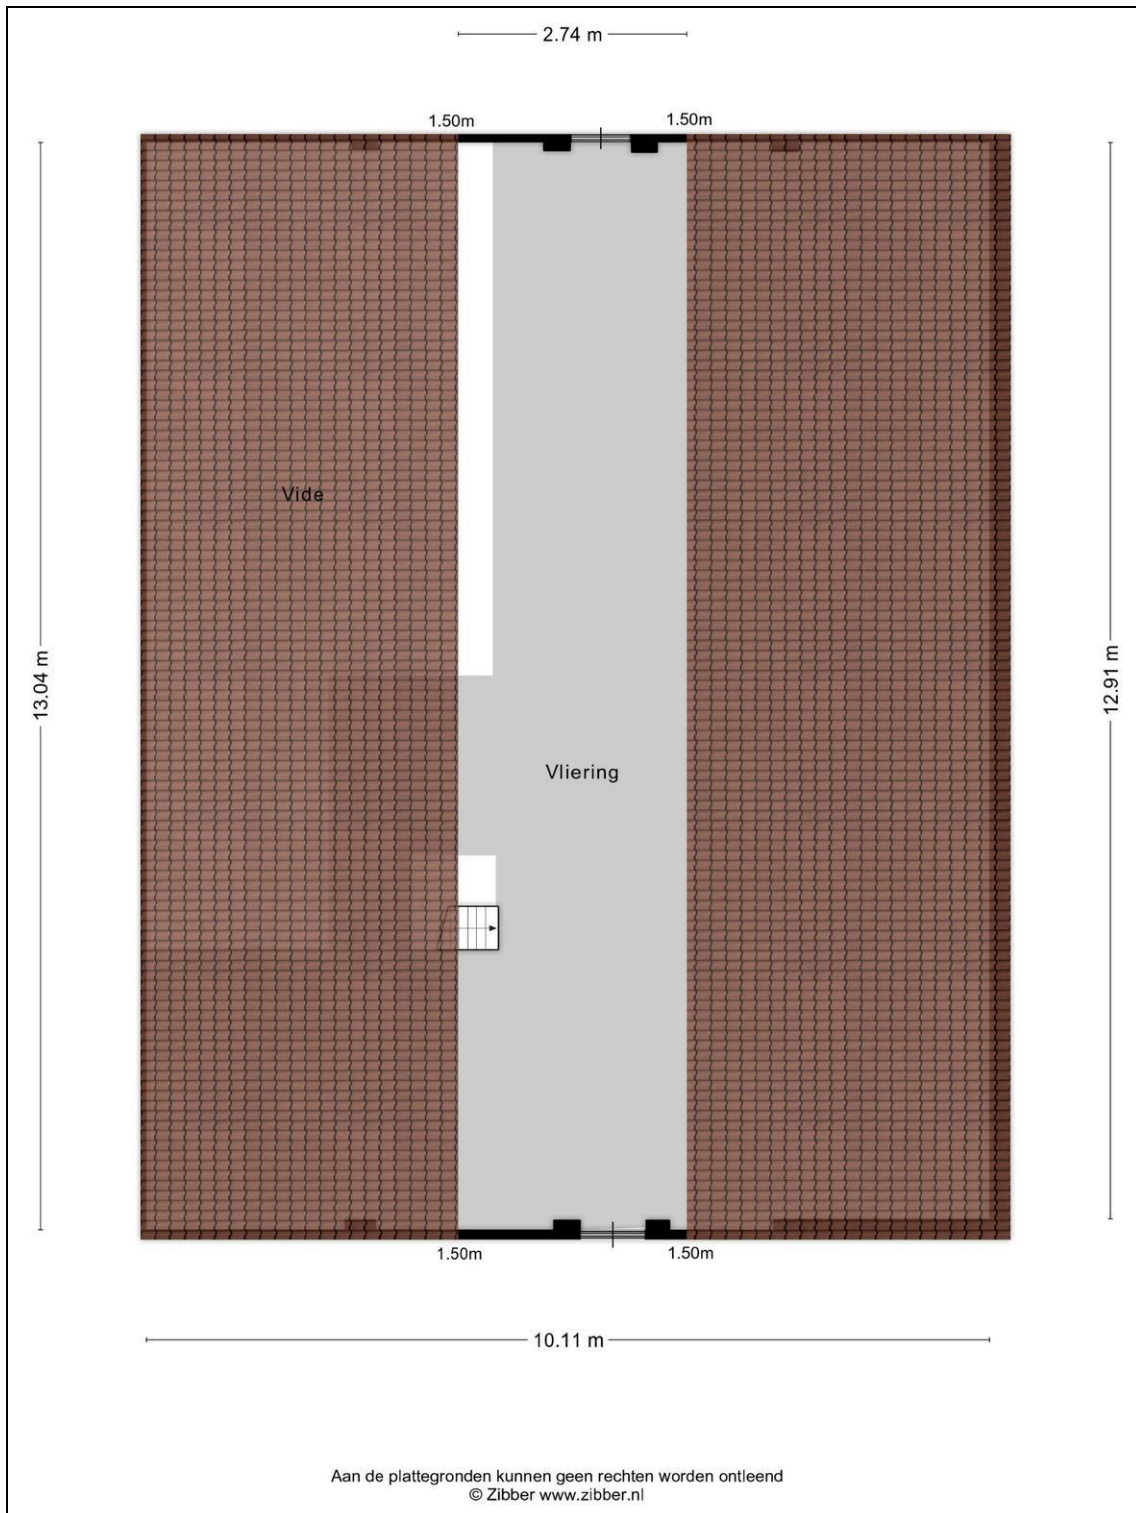 2.74 m
1.50m
1.50m
Vide
13.04 m
12.91 m
Vliering
1.50m
1.50m
10.11 m
Aan de plattegronden kunnen geen rechten worden ontleend
© Zibber www.zibber.nl